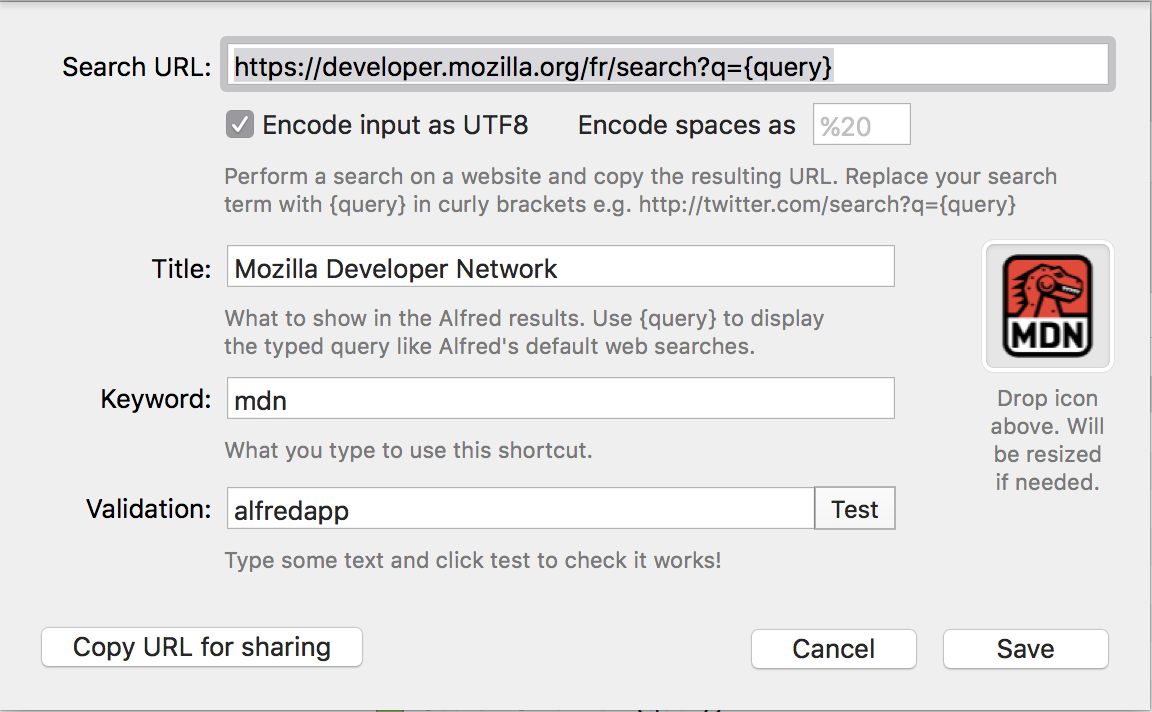 Search URL: https://developer.mozilla.org/fr/search?q={query}
Encode input as UTF8 Encode spaces as %20
Perform a search on a website and copy the resulting URL. Replace your search
term with {query} in curly brackets e.g. http://twitter.com/search?q={query}
Title: Mozilla Developer Network
What to show in the Alfred results. Use {query} to display
the typed query like Alfred's default web searches.
MDN
Drop icon
above. Will
be resized
if needed.
Keyword: mdn
What you type to use this shortcut.
Validation: alfredapp Test
Type some text and click test to check it works!
Copy URL for sharing Cancel Save